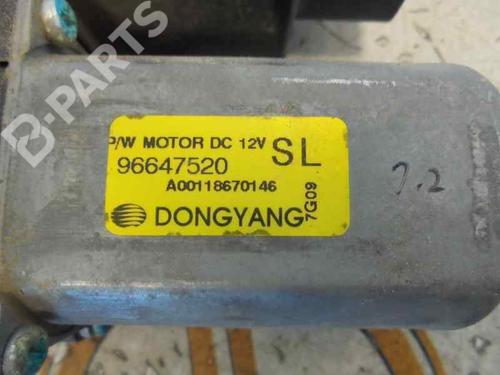 B-PARTS
P/W MOTOR DC 12V
SL
96647520
A00118670146
DONGYANG
7G09
7.2